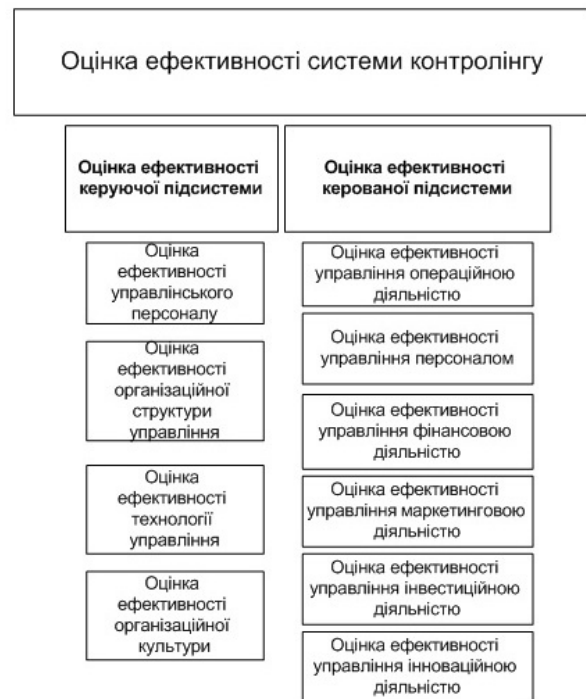 Оцінка ефективності системи контролінгу
Оцінка ефективності
керуючої підсистеми
Оцінка
ефективності
управлінського
персоналу
Оцінка
ефективності
організаційної
структури
управління
Оцінка
ефективності
технології
управління
Оцінка
ефективності
організаційної
культури
Оцінка ефективності
керованої підсистеми
Оцінка ефективності
управління операційною
діяльністю
Оцінка ефективності
управління персоналом
Оцінка ефективності
управління фінансовою
діяльністю
Оцінка ефективності
управління маркетинговою
діяльністю
Оцінка ефективності
управління інвестиційною
діяльністю
Оцінка ефективності
управління інноваційною
діяльністю